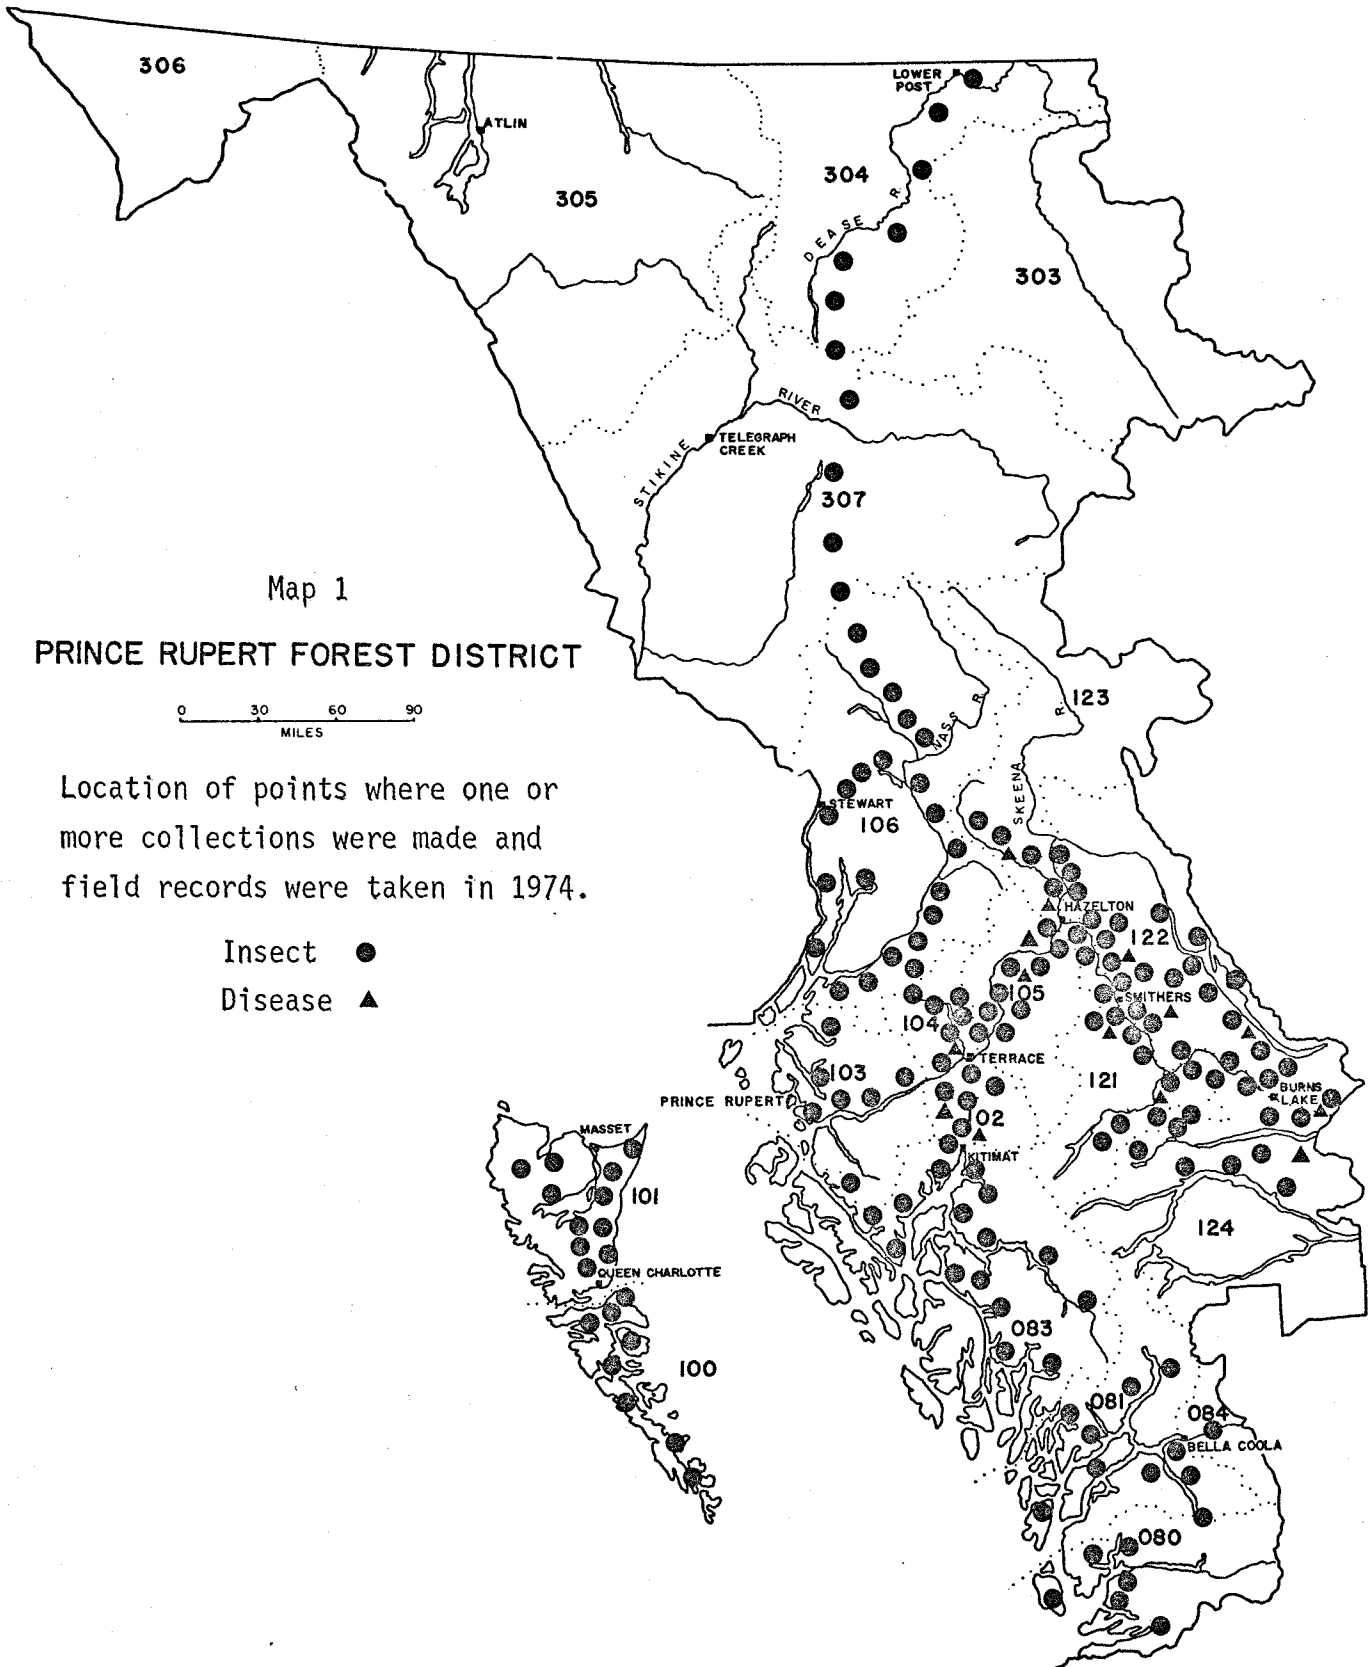 306
LOWER
POST
ATLIN
304
305
DEASE R.
303
RIVER
TELEGRAPH
CREEK
STIKINE
307
Map 1
PRINCE RUPERT FOREST DISTRICT
0 30 60 90
MILES
123
NASS R.
SKEENA R.
Location of points where one or
more collections were made and
field records were taken in 1974.
STEWART
106
HAZELTON
122
Insect
Disease
105
SMITHERS
104
TERRACE
103
121
BURNS
LAKE
PRINCE RUPERT
102
MASSET
KITIMAT
101
124
QUEEN CHARLOTTE
083
100
081
084
BELLA COOLA
080